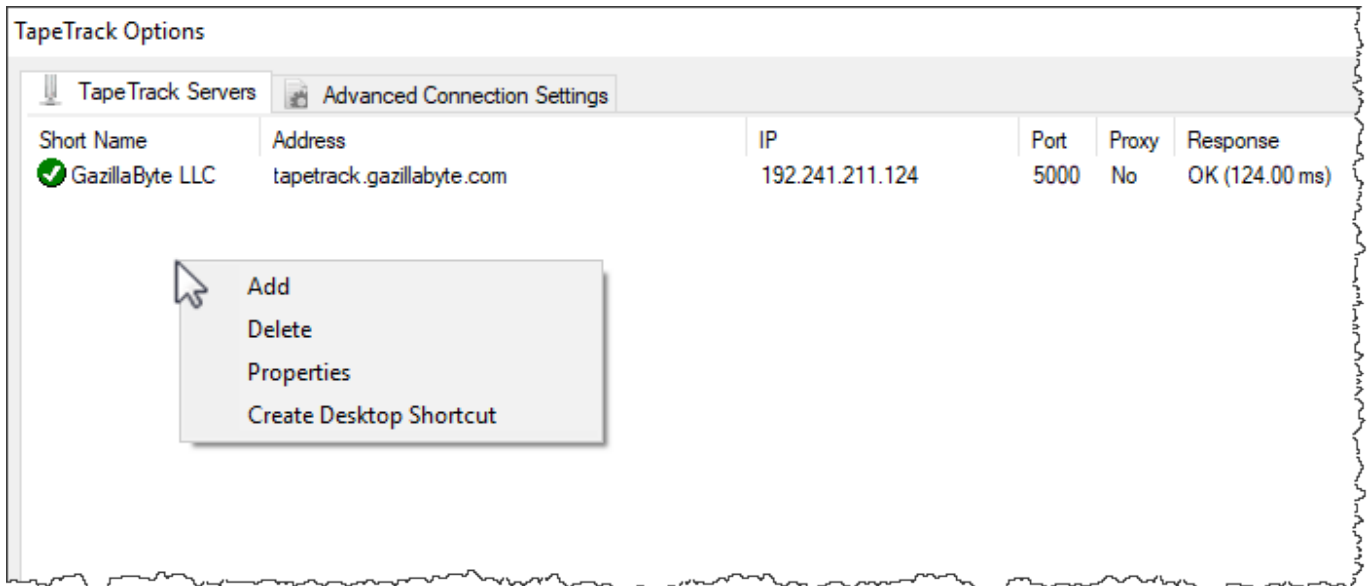 TapeTrack Options
TapeTrack Servers Advanced Connection Settings
Short Name Address IP Port Proxy Response
GazillaByte LLC tapetrack.gazillabyte.com 192.241.211.124 5000 No OK (124.00 ms)
Add
Delete
Properties
Create Desktop Shortcut